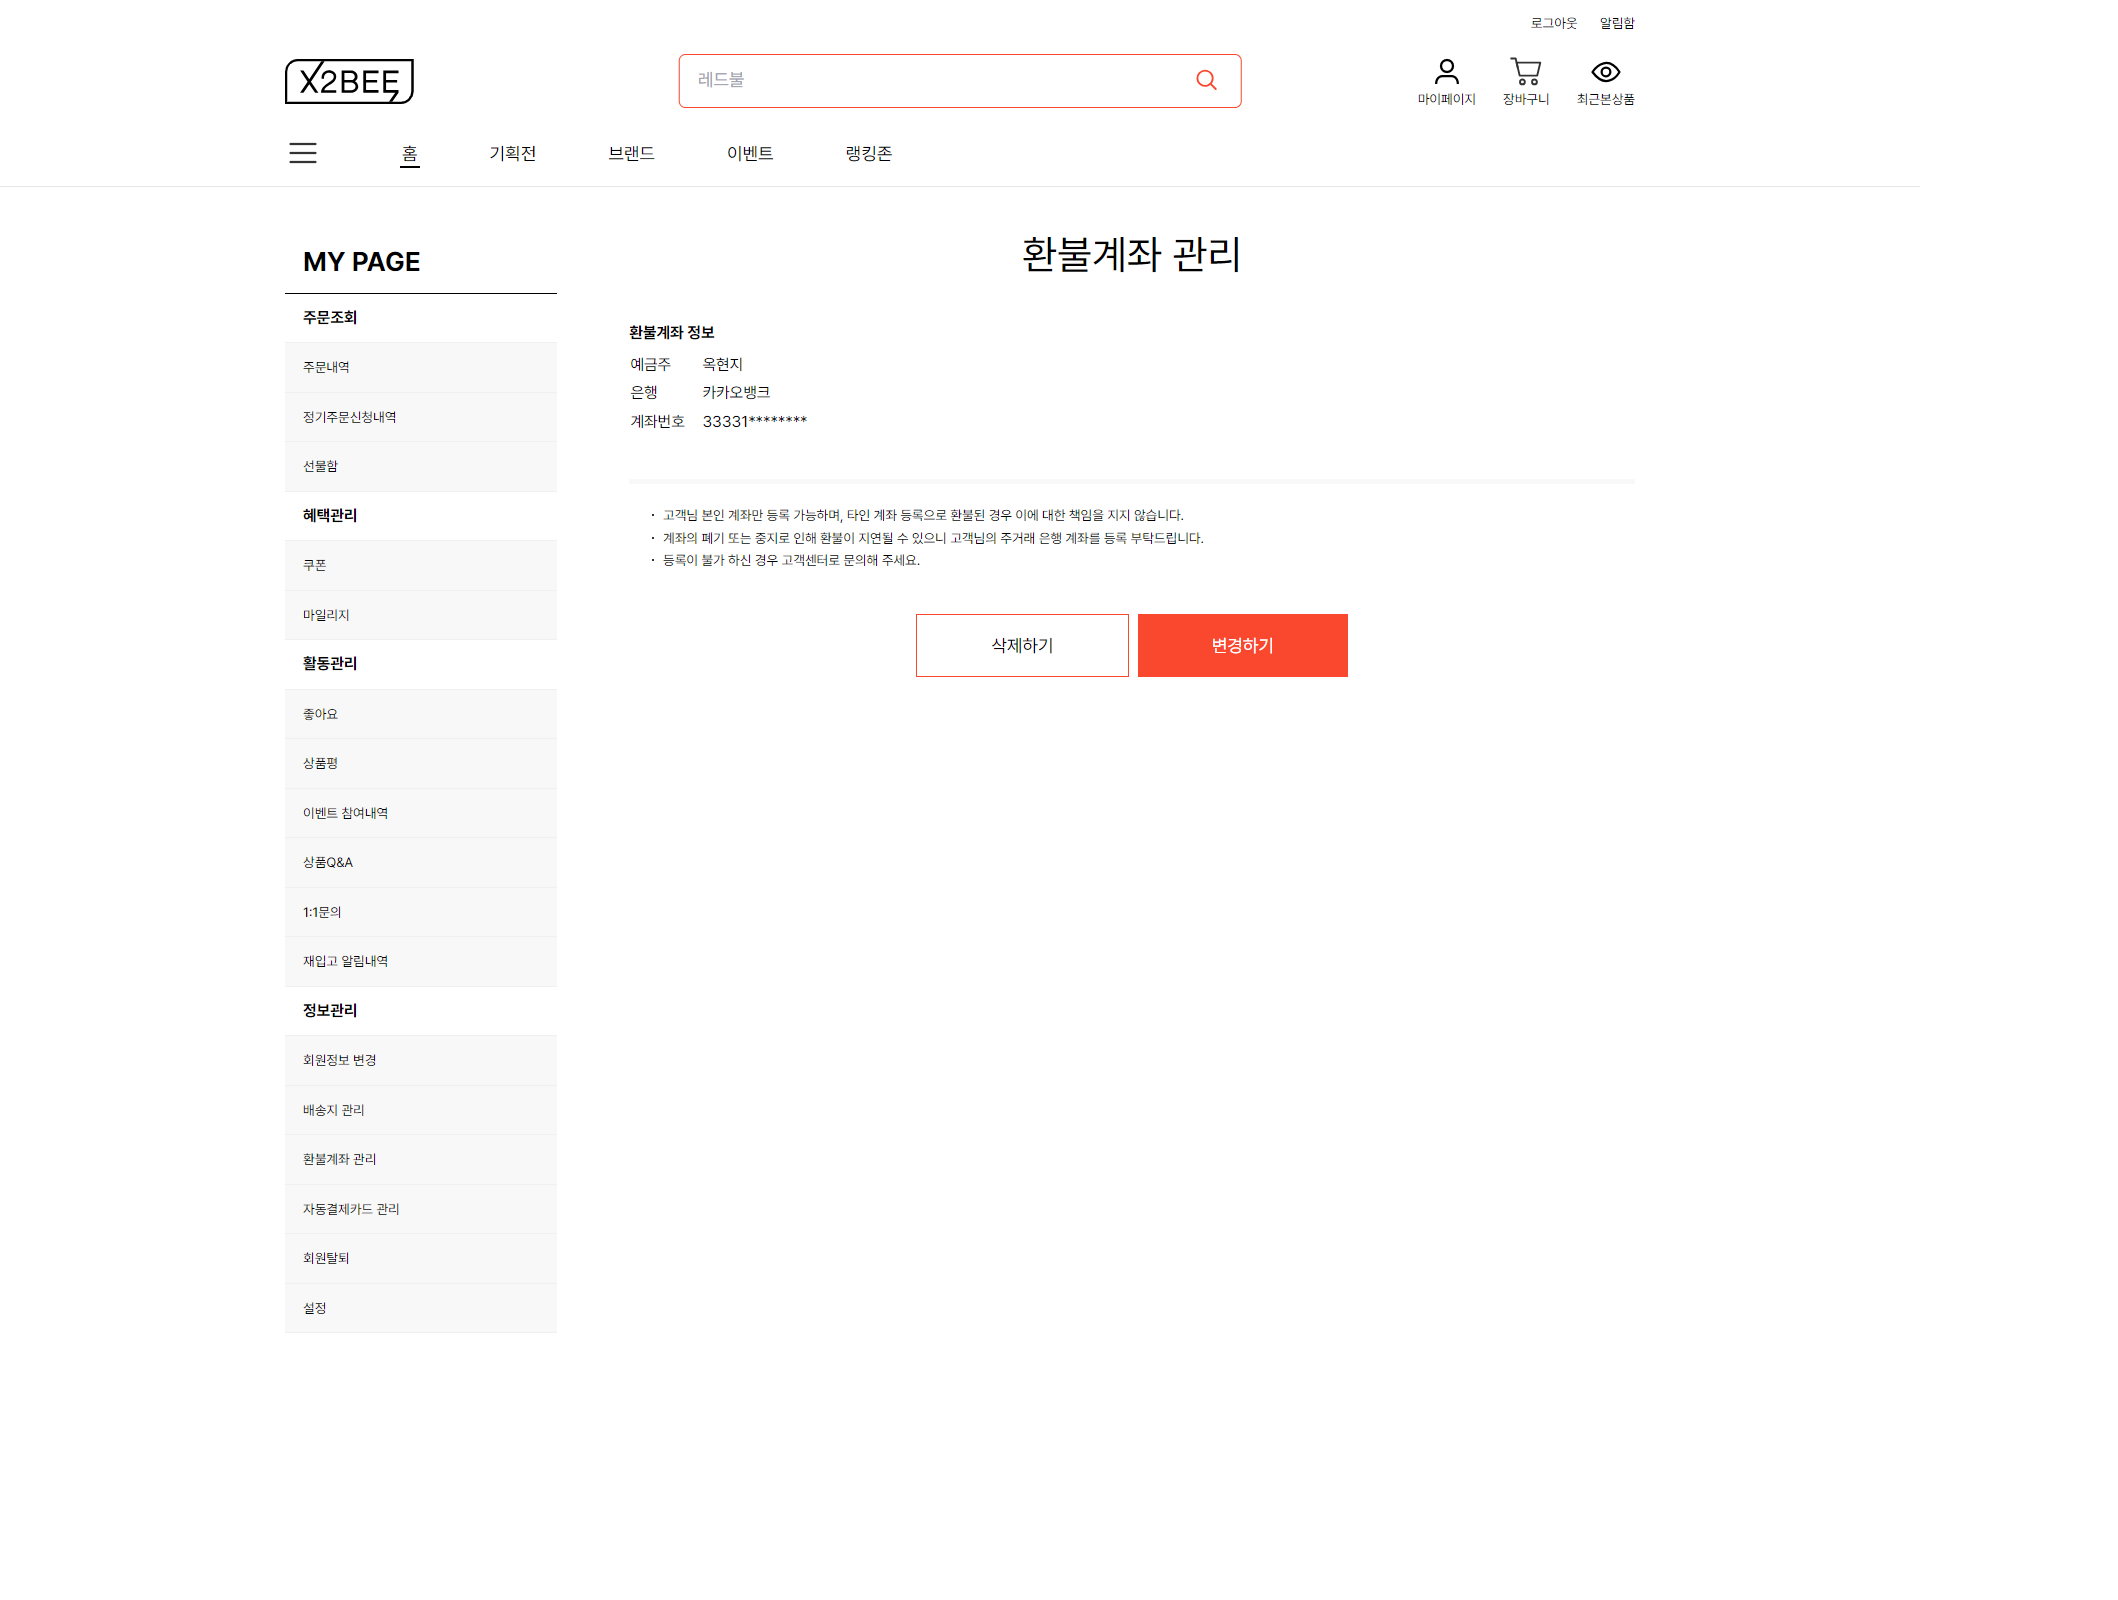 로그아웃 알림함
X2BEE
레드불
마이페이지 장바구니 최근본상품
홈 기획전 브랜드 이벤트 랭킹존
MY PAGE
주문조회
주문내역
정기주문신청내역
선물함
혜택관리
쿠폰
마일리지
활동관리
좋아요
상품평
이벤트 참여내역
상품Q&A
1:1문의
재입고 알림내역
정보관리
회원정보 변경
배송지 관리
환불계좌 관리
자동결제카드 관리
회원탈퇴
설정
환불계좌 관리
환불계좌 정보
예금주 옥현지
은행 카카오뱅크
계좌번호 33331********
· 고객님 본인 계좌만 등록 가능하며, 타인 계좌 등록으로 환불된 경우 이에 대한 책임을 지지 않습니다.
· 계좌의 폐기 또는 중지로 인해 환불이 지연될 수 있으니 고객님의 주거래 은행 계좌를 등록 부탁드립니다.
· 등록이 불가 하신 경우 고객센터로 문의해 주세요.
삭제하기 변경하기